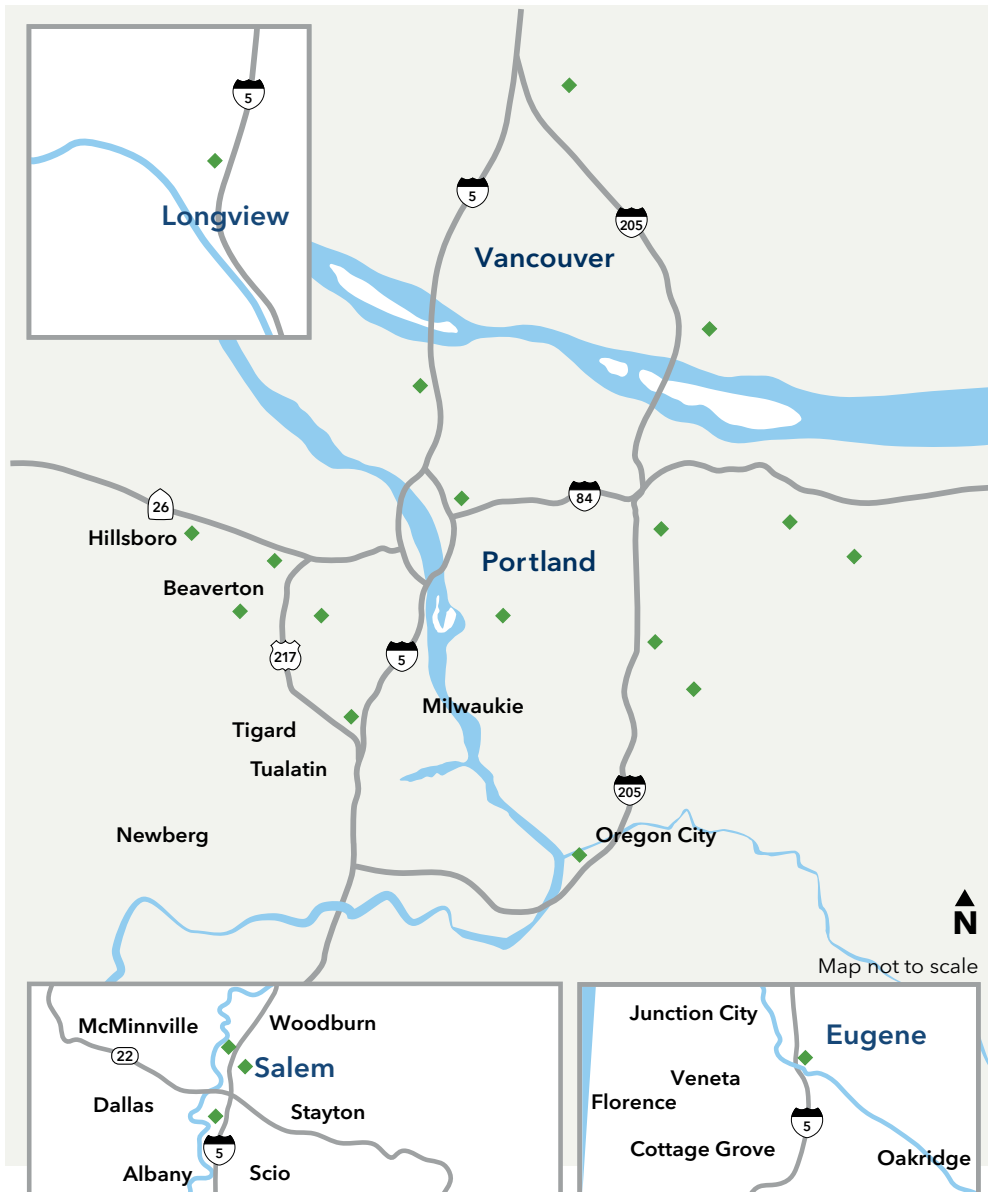 5
Longview
5
205
Vancouver
26
84
Hillsboro
Portland
Beaverton
217
5
Milwaukie
Tigard
Tualatin
205
Newberg
Oregon City
N
Map not to scale
McMinnville
Woodburn
22
Salem
Dallas
Stayton
5
Albany
Scio
Junction City
Eugene
Veneta
Florence
5
Cottage Grove
Oakridge